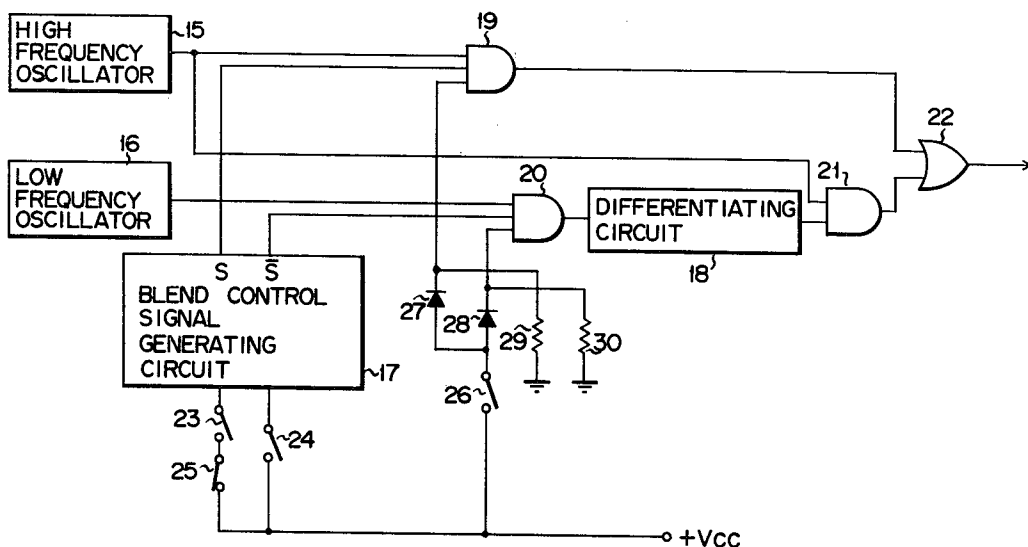 HIGH
FREQUENCY
OSCILLATOR
15
19
16
LOW
FREQUENCY
OSCILLATOR
20
DIFFERENTIATING
CIRCUIT
18
21
22
S S̅
BLEND CONTROL
SIGNAL
GENERATING
CIRCUIT
17
27
28
29
30
26
23
24
25
+Vcc